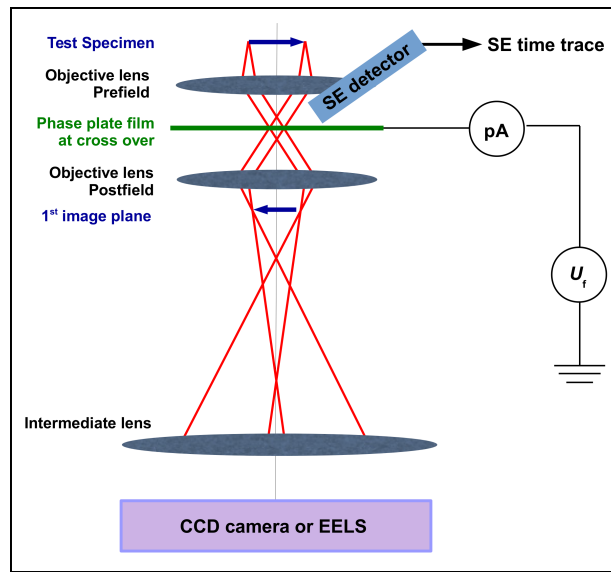 Test Specimen
SE time trace
Objective lens
Prefield
SE detector
Phase plate film
at cross over
pA
Objective lens
Postfield
1st image plane
Uf
Intermediate lens
CCD camera or EELS